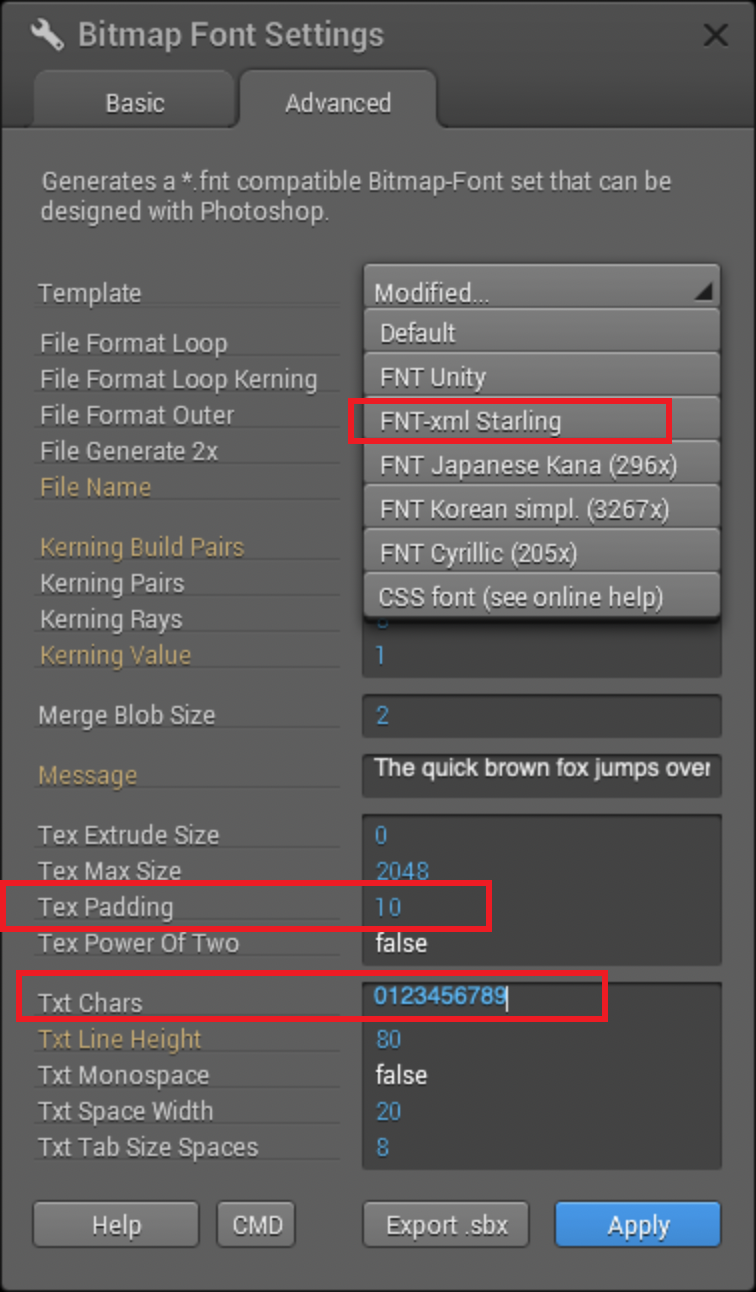 Bitmap Font Settings
Basic
Advanced
Generates a *.fnt compatible Bitmap-Font set that can be
designed with Photoshop.
Template
Modified...
Default
FNT Unity
FNT-xml Starling
FNT Japanese Kana (296x)
FNT Korean simpl. (3267x)
FNT Cyrillic (205x)
CSS font (see online help)
File Format Loop
File Format Loop Kerning
File Format Outer
File Generate 2x
File Name
Kerning Build Pairs
Kerning Pairs
Kerning Rays
Kerning Value 1
Merge Blob Size 2
Message The quick brown fox jumps over
Tex Extrude Size 0
Tex Max Size 2048
Tex Padding 10
Tex Power Of Two false
Txt Chars 0123456789
Txt Line Height 80
Txt Monospace false
Txt Space Width 20
Txt Tab Size Spaces 8
Help CMD Export .sbx Apply